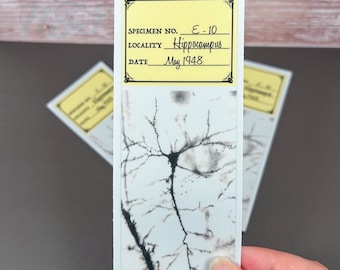 SPECIMEN NO. E-10
LOCALITY Hippocampus
DATE May 1948